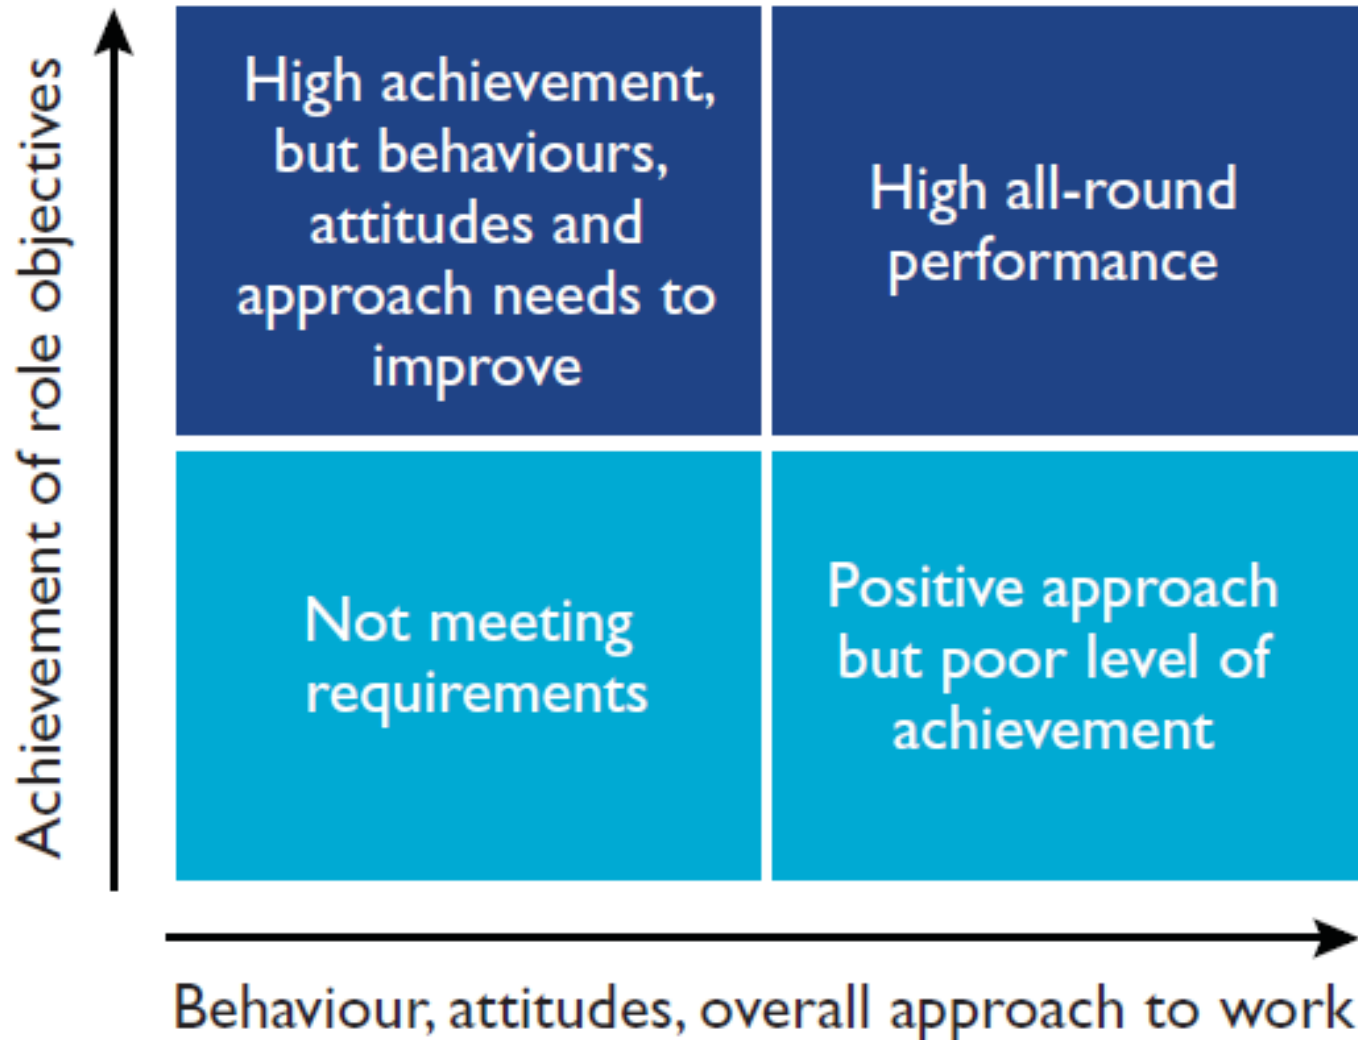 Achievement of role objectives
High achievement,
but behaviours,
attitudes and
approach needs to
improve
High all-round
performance
Not meeting
requirements
Positive approach
but poor level of
achievement
Behaviour, attitudes, overall approach to work